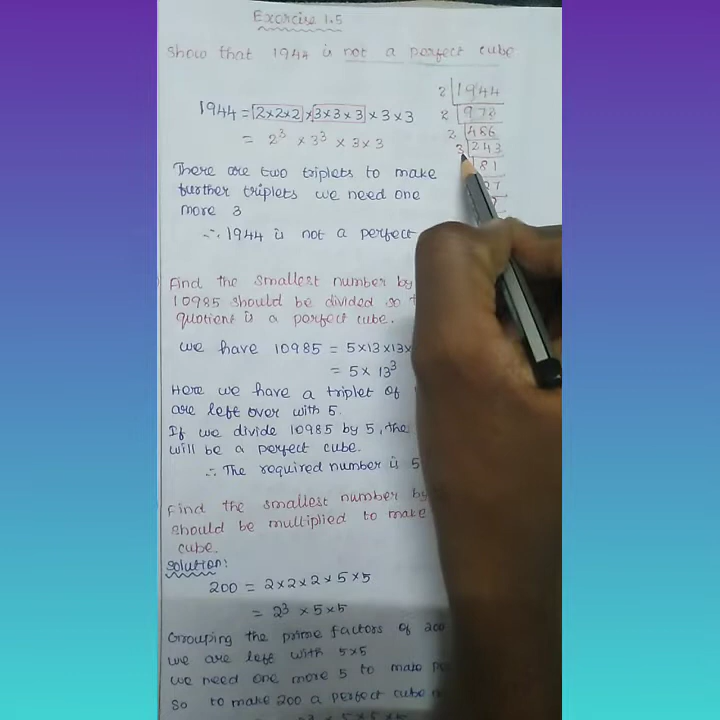 Exercise 1.5
Show that 1944 is not a perfect cube
2 | 1944
2 | 972
2 | 486
3 | 243
81
27
1944 = 2×2×2 × 3×3×3 × 3×3
= 2³ × 3³ × 3×3
There are two triplets to make
further triplets we need one
more 3
∴ 1944 is not a perfect
Find the smallest number by
10985 should be divided so
quotient is a perfect cube.
We have 10985 = 5×13×13×
= 5× 13³
Here we have a triplet of
are left over with 5.
If we divide 10985 by 5, the
will be a perfect cube.
∴ The required number is 5
Find the smallest number by
should be multiplied to make
cube.
Solution:
200 = 2×2×2×5×5
= 2³ ×5×5
Grouping the prime factors of 200
we are left with 5×5
we need one more 5 to make
So to make 200 a perfect cube